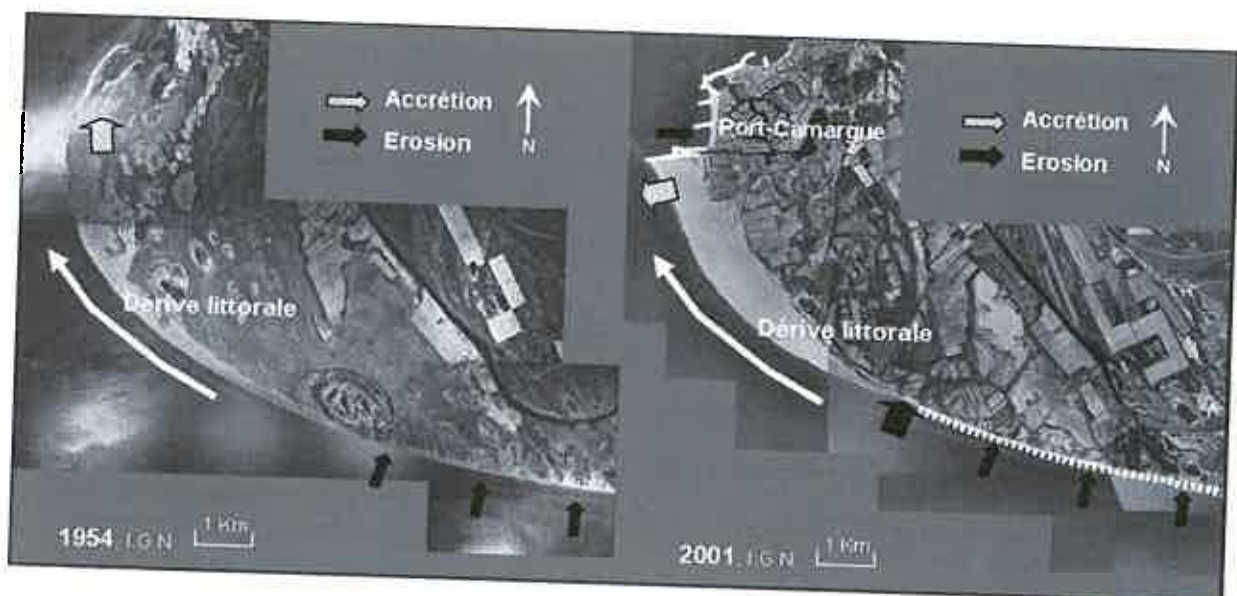 Accrétion
Erosion
N
Dérive littorale
1954 I.G.N
1 Km
Port-Camargue
Accrétion
Erosion
N
Dérive littorale
2001. I.G.N
1 Km